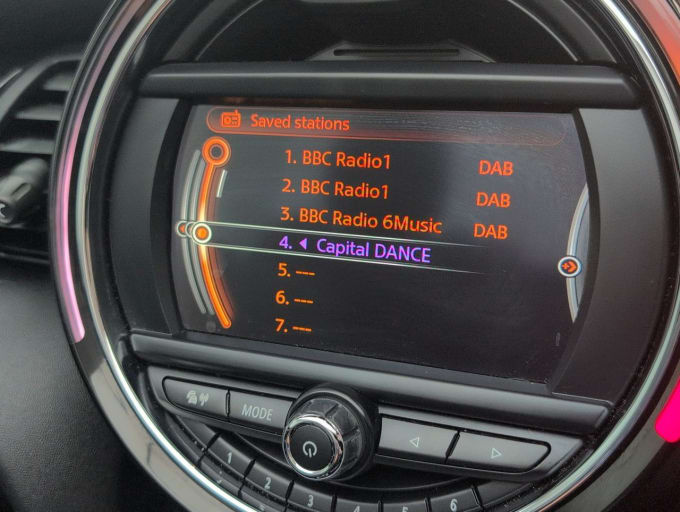 Saved stations
1. BBC Radio1 DAB
2. BBC Radio1 DAB
3. BBC Radio 6Music DAB
4. ◄ Capital DANCE
5. ---
6. ---
7. ---
MODE
1 2 3 4 5 6